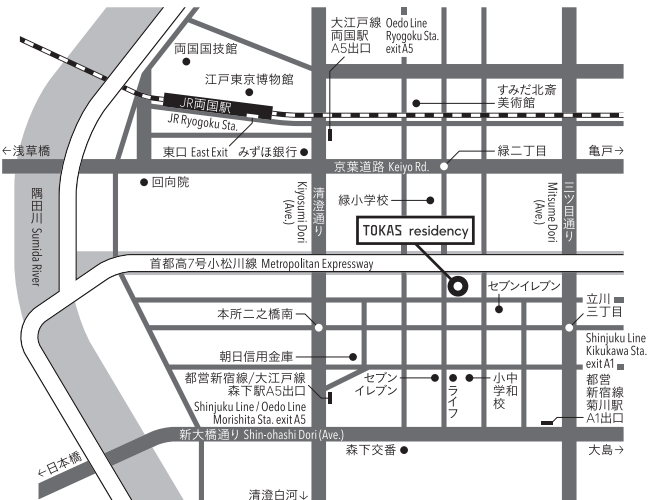 大江戸線 Oedo Line
両国駅 Ryogoku Sta.
A5出口 exit A5
両国国技館
江戸東京博物館
すみだ北斎
美術館
JR両国駅
JR Ryogoku Sta.
東口 East Exit
みずほ銀行
←浅草橋
京葉道路 Keiyo Rd.
緑二丁目
亀戸→
回向院
隅田川 Sumida River
清澄通り
Kiyosumi Dori
(Ave.)
緑小学校
三ツ目通り
Mitsume Dori
(Ave.)
TOKAS residency
首都高7号小松川線 Metropolitan Expressway
セブンイレブン
本所二之橋南
立川
三丁目
朝日信用金庫
Shinjuku Line
Kikukawa Sta.
exit A1
都営
新宿線
菊川駅
A1出口
都営新宿線/大江戸線
森下駅A5出口
Shinjuku Line / Oedo Line
Morishita Sta. exit A5
セブン
イレブン
ライフ
小中
学校
和
新大橋通り Shin-ohashi Dori (Ave.)
←日本橋
森下交番
大島→
清澄白河↓